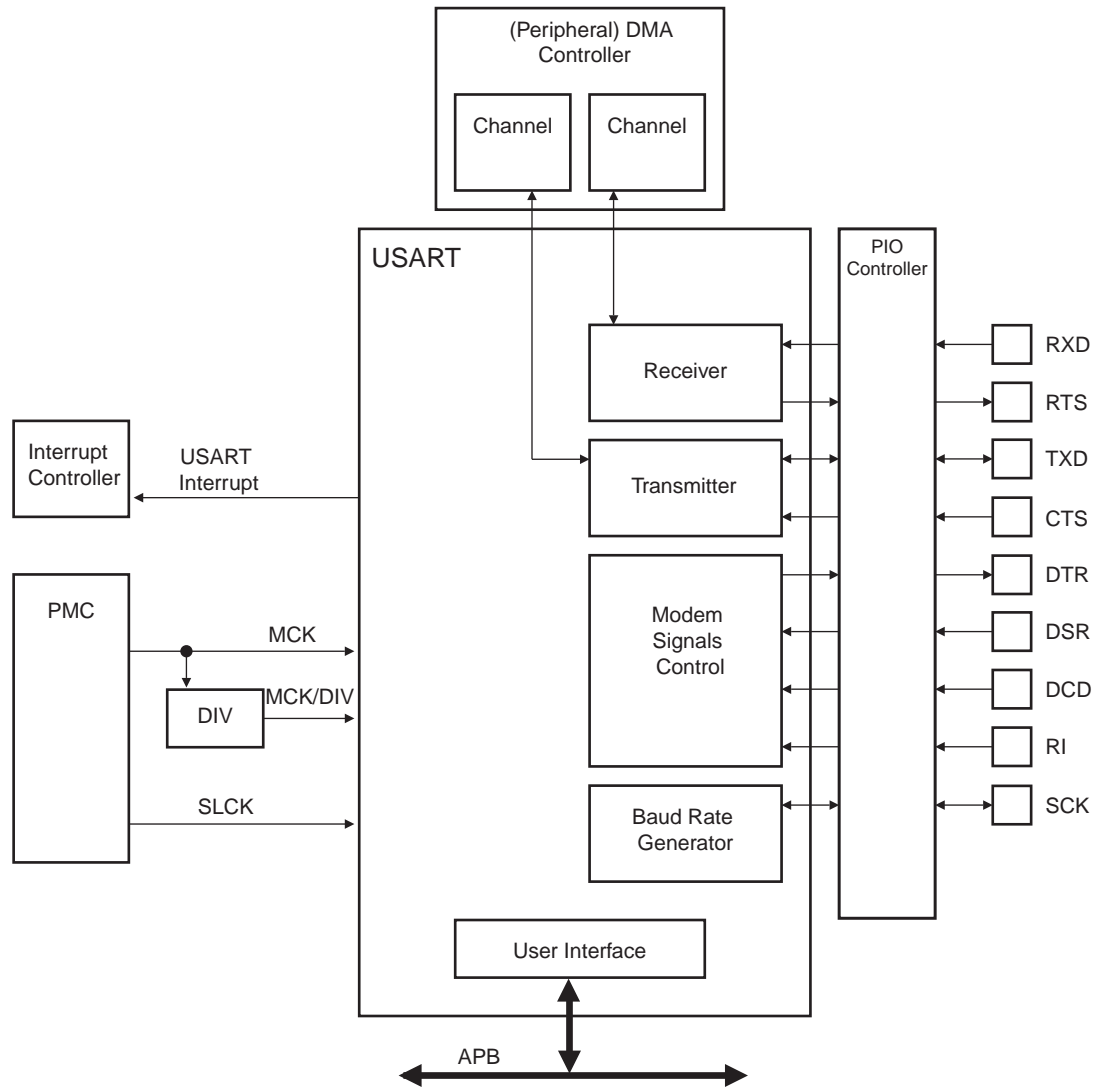 (Peripheral) DMA
Controller
Channel
Channel
USART
PIO
Controller
Receiver
RXD
RTS
Interrupt
Controller
USART
Interrupt
Transmitter
TXD
CTS
PMC
MCK
DIV
MCK/DIV
SLCK
Modem
Signals
Control
DTR
DSR
DCD
RI
Baud Rate
Generator
SCK
User Interface
APB